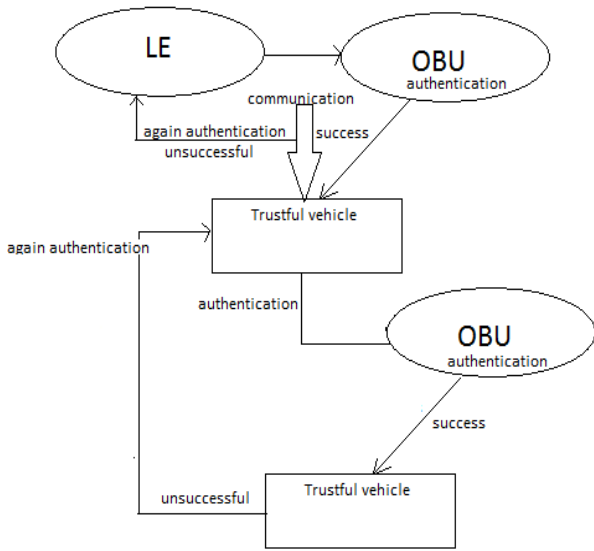 LE
OBU
authentication
communication
again authentication
success
unsuccessful
Trustful vehicle
again authentication
authentication
OBU
authentication
success
Trustful vehicle
unsuccessful